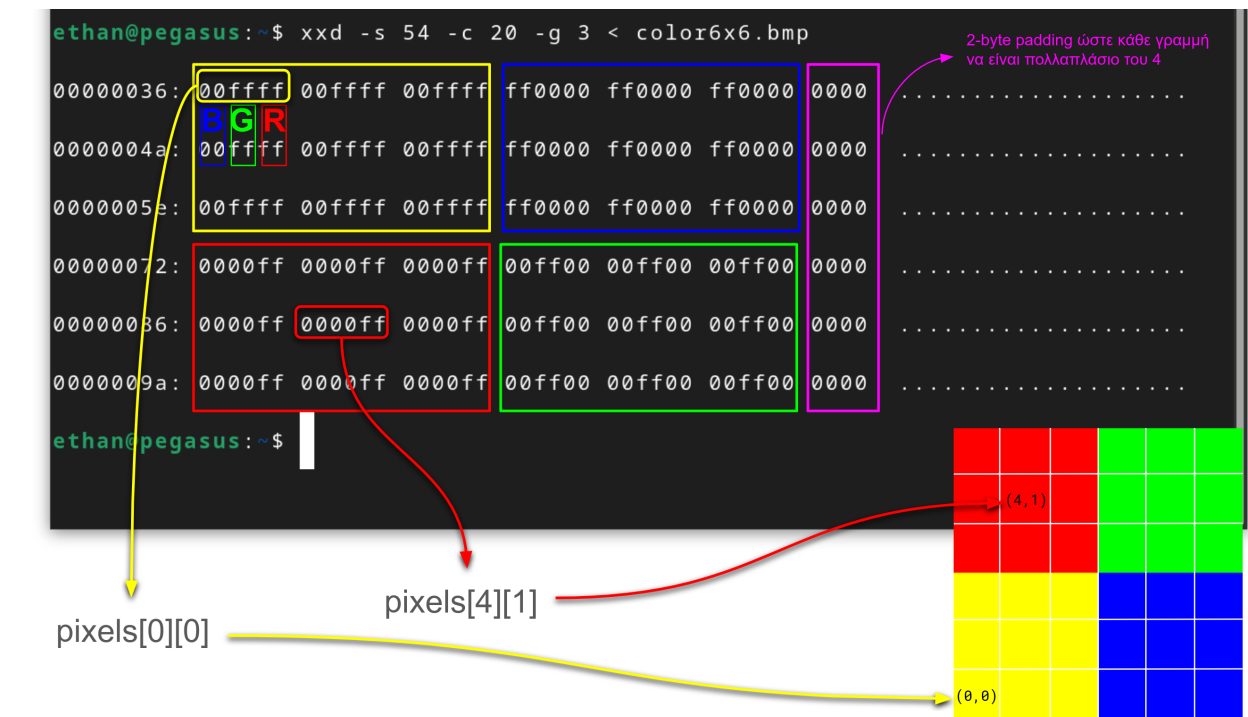 ethan@pegasus:~$ xxd -s 54 -c 20 -g 3 < color6x6.bmp
2-byte padding ώστε κάθε γραμμή
να είναι πολλαπλάσιο του 4
00000036: 00ffff 00ffff 00ffff ff0000 ff0000 ff0000 0000 ....................
B G R
0000004a: 00ffff 00ffff 00ffff ff0000 ff0000 ff0000 0000 ....................
0000005e: 00ffff 00ffff 00ffff ff0000 ff0000 ff0000 0000 ....................
00000072: 0000ff 0000ff 0000ff 00ff00 00ff00 00ff00 0000 ....................
00000086: 0000ff 0000ff 0000ff 00ff00 00ff00 00ff00 0000 ....................
0000009a: 0000ff 0000ff 0000ff 00ff00 00ff00 00ff00 0000 ....................
ethan@pegasus:~$
(4,1)
pixels[4][1]
pixels[0][0]
(0,0)